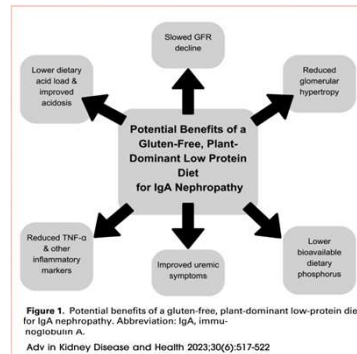 Slowed GFR
decline
Lower dietary
acid load &
improved
acidosis
Reduced
glomerular
hypertropy
Potential Benefits of a
Gluten-Free, Plant-
Dominant Low Protein
Diet
for IgA Nephropathy
Reduced TNF-α
& other
inflammatory
markers
Improved uremic
symptoms
Lower
bioavailable
dietary
phosphorus
Figure 1. Potential benefits of a gluten-free, plant-dominant low-protein die
for IgA nephropathy. Abbreviation: IgA, immu-
noglobulin A.
Adv in Kidney Disease and Health 2023;30(6):517-522